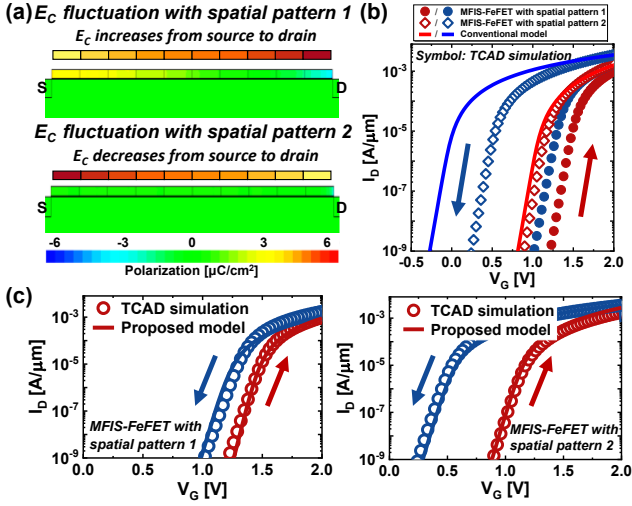 (a)
E_C fluctuation with spatial pattern 1
E_C increases from source to drain
S
D
E_C fluctuation with spatial pattern 2
E_C decreases from source to drain
S
D
-6 -3 0 3 6
Polarization [μC/cm²]
(b)
/ MFIS-FeFET with spatial pattern 1
/ MFIS-FeFET with spatial pattern 2
/ Conventional model
Symbol: TCAD simulation
10⁻³
10⁻⁵
10⁻⁷
10⁻⁹
I_D [A/μm]
-0.5 0.0 0.5 1.0 1.5 2.0
V_G [V]
(c)
TCAD simulation
Proposed model
10⁻³
10⁻⁵
10⁻⁷
10⁻⁹
I_D [A/μm]
MFIS-FeFET with
spatial pattern 1
0.0 0.5 1.0 1.5 2.0
V_G [V]
TCAD simulation
Proposed model
10⁻³
10⁻⁵
10⁻⁷
10⁻⁹
I_D [A/μm]
MFIS-FeFET with
spatial pattern 2
0.0 0.5 1.0 1.5 2.0
V_G [V]